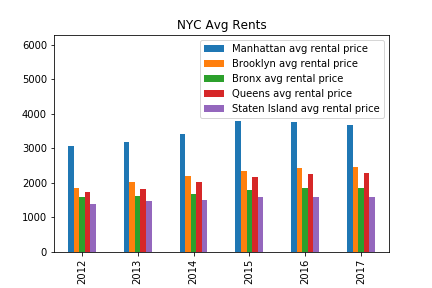 NYC Avg Rents
6000
5000
4000
3000
2000
1000
0
Manhattan avg rental price
Brooklyn avg rental price
Bronx avg rental price
Queens avg rental price
Staten Island avg rental price
2012
2013
2014
2015
2016
2017